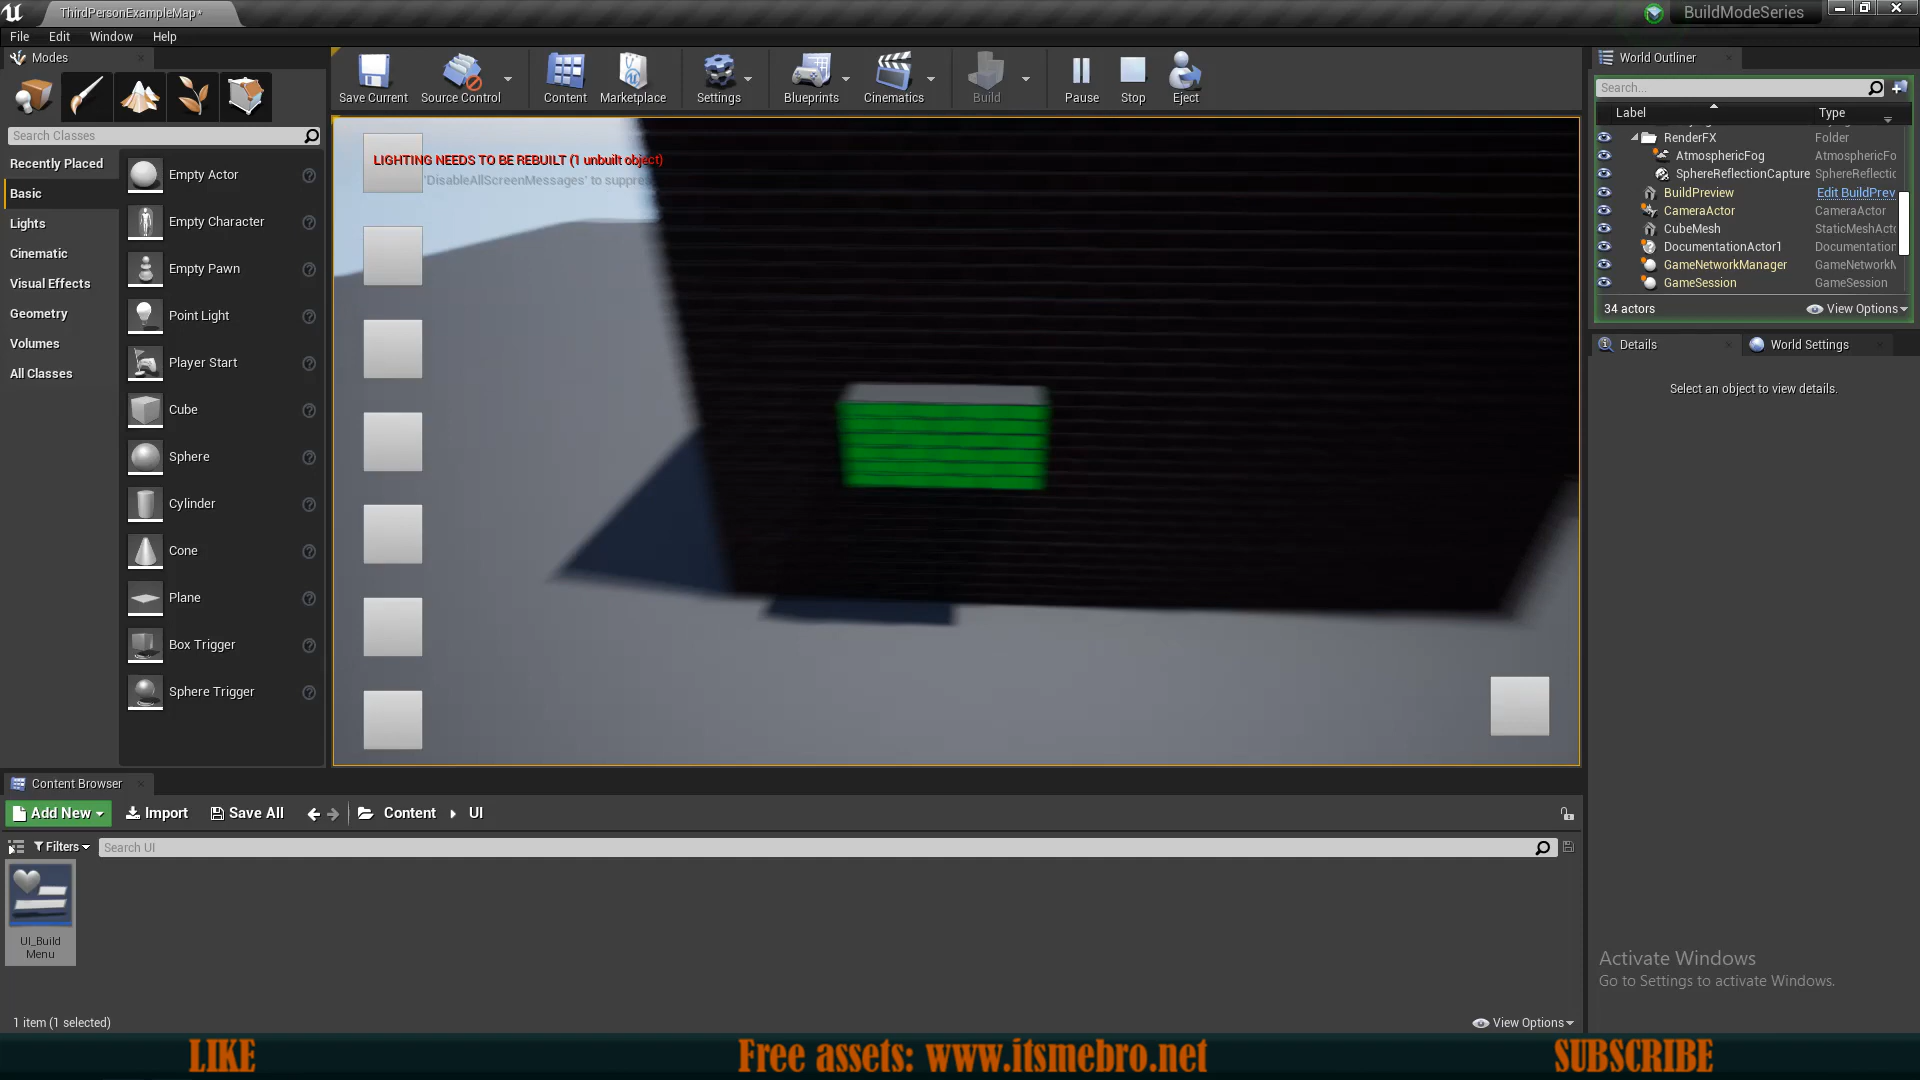 ThirdPersonExampleMap*
BuildModeSeries
File Edit Window Help
Modes
Search Classes
Recently Placed
Basic
Lights
Cinematic
Visual Effects
Geometry
Volumes
All Classes
Empty Actor
Empty Character
Empty Pawn
Point Light
Player Start
Cube
Sphere
Cylinder
Cone
Plane
Box Trigger
Sphere Trigger
Save Current Source Control Content Marketplace Settings Blueprints Cinematics Build Pause Stop Eject
LIGHTING NEEDS TO BE REBUILT (1 unbuilt object)
'DisableAllScreenMessages' to suppre
World Outliner
Search...
Label Type
RenderFX Folder
AtmosphericFog AtmosphericFo
SphereReflectionCapture SphereReflectic
BuildPreview Edit BuildPrev
CameraActor CameraActor
CubeMesh StaticMeshActo
DocumentationActor1 Documentation
GameNetworkManager GameNetworkM
GameSession GameSession
34 actors View Options
Details World Settings
Select an object to view details.
Content Browser
Add New Import Save All Content UI
Filters Search UI
UI_Build
Menu
1 item (1 selected) View Options
Activate Windows
Go to Settings to activate Windows.
LIKE Free assets: www.itsmebro.net SUBSCRIBE